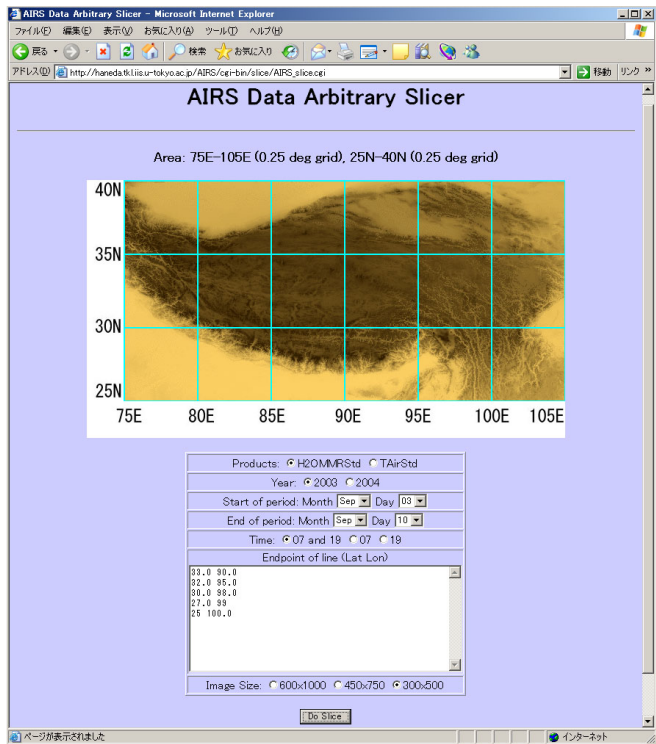 AIRS Data Arbitrary Slicer - Microsoft Internet Explorer
ファイル(F) 編集(E) 表示(V) お気に入り(A) ツール(T) ヘルプ(H)
戻る 検索 お気に入り
アドレス(D) http://haneda.tkl.iis.u-tokyo.ac.jp/AIRS/cgi-bin/slice/AIRS_slice.cgi 移動 リンク »
AIRS Data Arbitrary Slicer
Area: 75E-105E (0.25 deg grid), 25N-40N (0.25 deg grid)
40N
35N
30N
25N
75E 80E 85E 90E 95E 100E 105E
Products: H2OMMRStd TAirStd
Year: 2003 2004
Start of period: Month Sep Day 03
End of period: Month Sep Day 10
Time: 07 and 19 07 19
Endpoint of line (Lat Lon)
33.0 90.0
32.0 95.0
30.0 98.0
27.0 99
25 100.0
Image Size: 600x1000 450x750 300x500
Do Slice
ページが表示されました インターネット